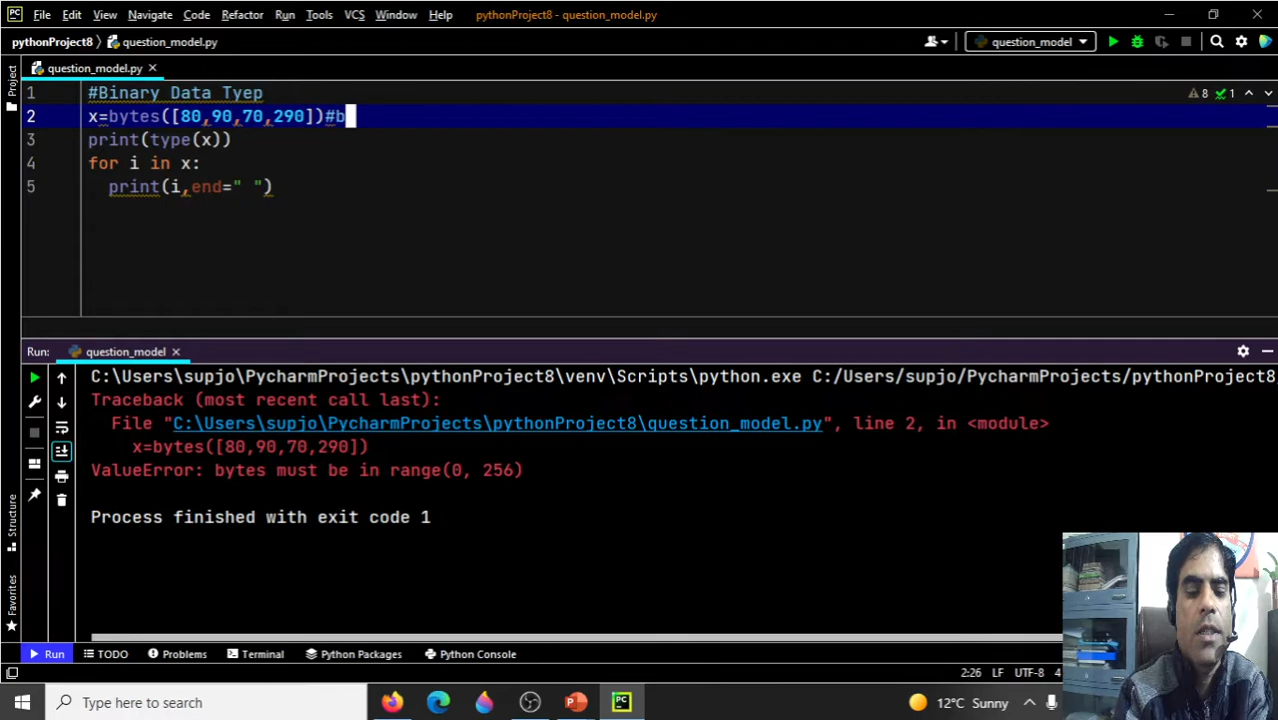 PC File Edit View Navigate Code Refactor Run Tools VCS Window Help pythonProject8 - question_model.py
pythonProject8 question_model.py question_model
question_model.py
Project
1 #Binary Data Tyep 8 1
2 x=bytes([80,90,70,290])#b
3 print(type(x))
4 for i in x:
5 print(i,end=" ")
Run: question_model
C:\Users\supjo\PycharmProjects\pythonProject8\venv\Scripts\python.exe C:/Users/supjo/PycharmProjects/pythonProject8
Traceback (most recent call last):
File "C:\Users\supjo\PycharmProjects\pythonProject8\question_model.py", line 2, in <module>
x=bytes([80,90,70,290])
ValueError: bytes must be in range(0, 256)
Process finished with exit code 1
Structure
Favorites
Run TODO Problems Terminal Python Packages Python Console
2:26 LF UTF-8 4
Type here to search PC 12°C Sunny